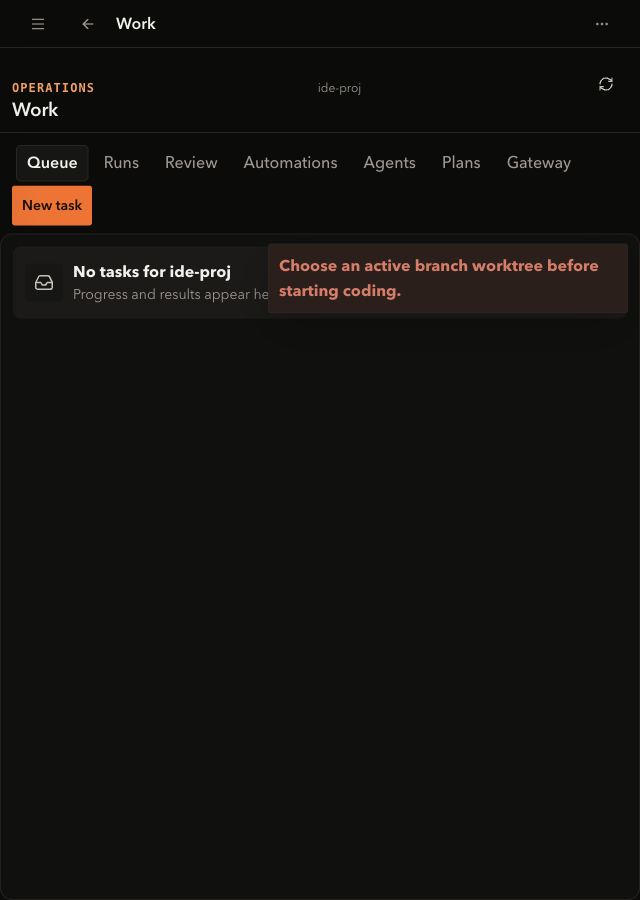 Work
OPERATIONS
ide-proj
Work
Queue Runs Review Automations Agents Plans Gateway
New task
No tasks for ide-proj
Progress and results appear he
Choose an active branch worktree before
starting coding.